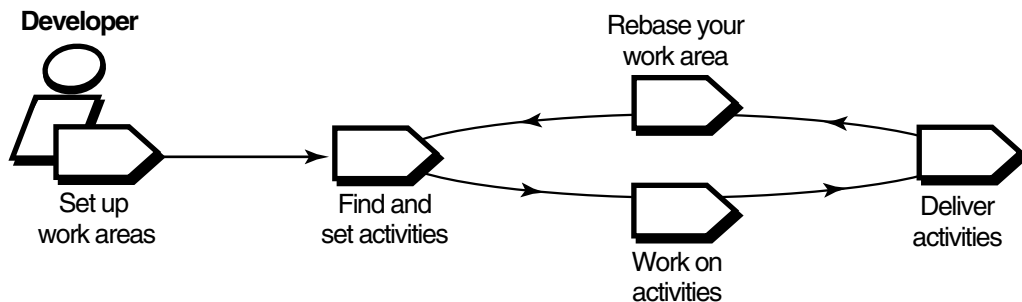 Developer
Set up
work areas
Find and
set activities
Rebase your
work area
Work on
activities
Deliver
activities